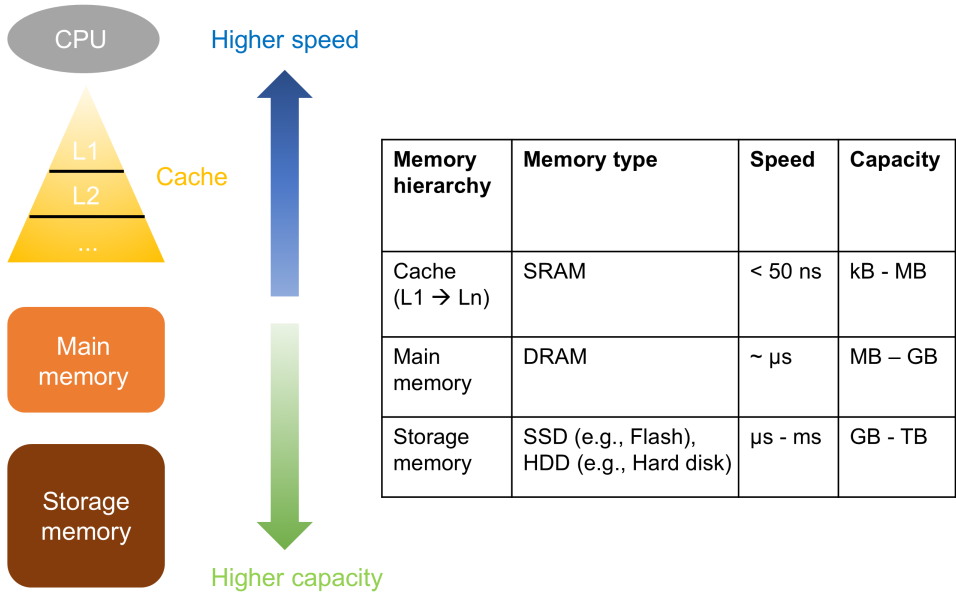 CPU
Higher speed
L1
Cache
L2
...
Main
memory
Storage
memory
Higher capacity
Memory
hierarchy
Memory type
Speed
Capacity
Cache
(L1 → Ln)
SRAM
< 50 ns
kB - MB
Main
memory
DRAM
~ µs
MB – GB
Storage
memory
SSD (e.g., Flash),
HDD (e.g., Hard disk)
µs - ms
GB - TB